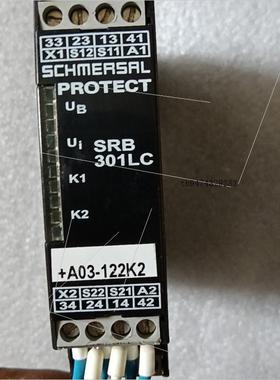 33 23 13 41
X1 S12 S11 A1
SCHMERSAL
PROTECT
UB
Ui
SRB
301LC
K1
K2
+A03-122K2
X2 S22 S21 A2
34 24 14 42